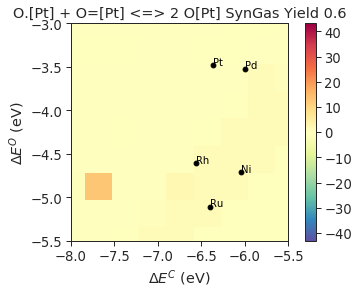 O.[Pt] + O=[Pt] <=> 2 O[Pt] SynGas Yield 0.6
−3.0
−3.5
−4.0
−4.5
−5.0
−5.5
ΔE^O (eV)
Pt
Pd
Rh
Ni
Ru
−8.0 −7.5 −7.0 −6.5 −6.0 −5.5
ΔE^C (eV)
40
30
20
10
0
−10
−20
−30
−40